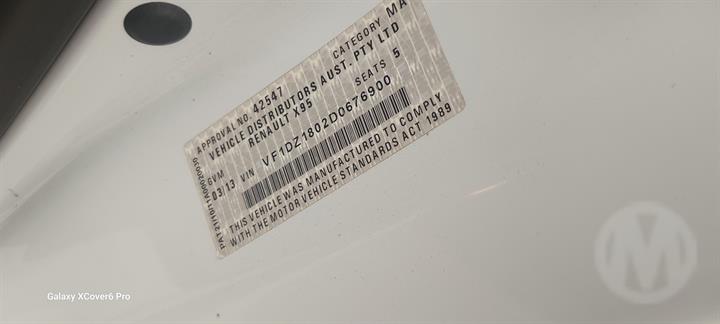 APPROVAL NO. 42547 CATEGORY MA
VEHICLE DISTRIBUTORS AUST. PTY LTD
RENAULT X95 SEATS 5
GVM
03/13 VIN VF1DZ1802D0676900
THIS VEHICLE WAS MANUFACTURED TO COMPLY
WITH THE MOTOR VEHICLE STANDARDS ACT 1989
Galaxy XCover6 Pro
M